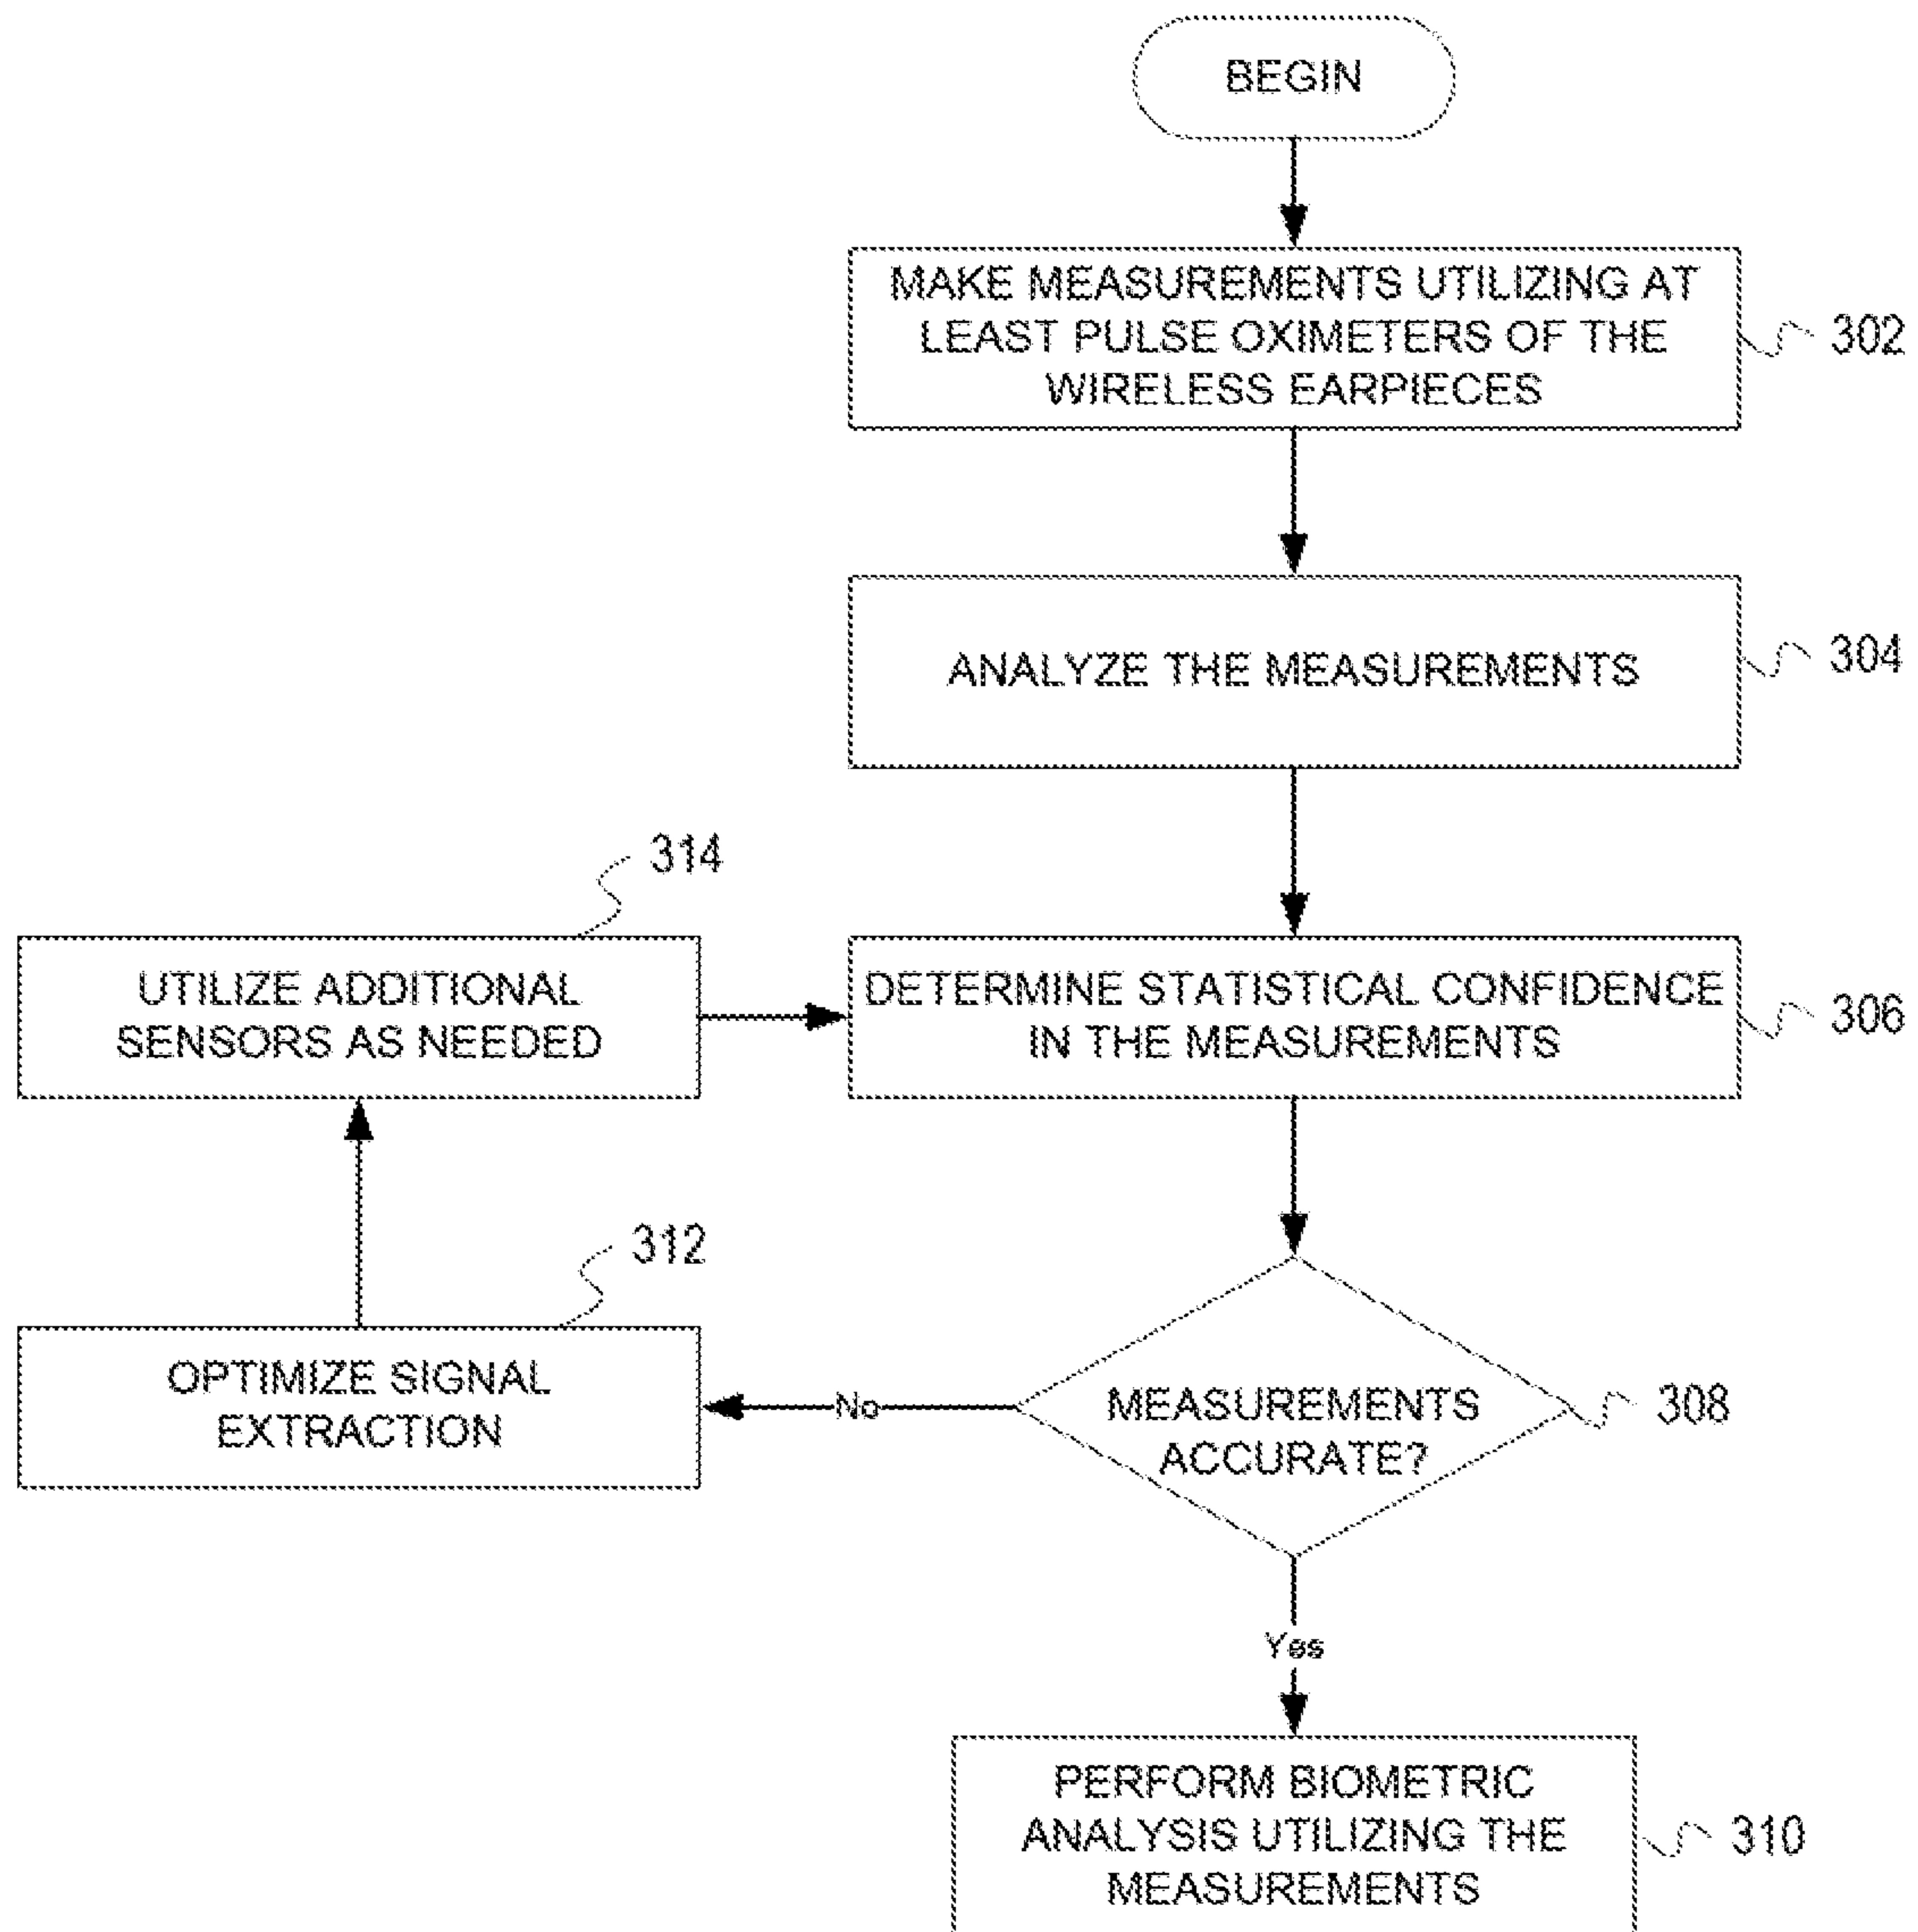 BEGIN
MAKE MEASUREMENTS UTILIZING AT
LEAST PULSE OXIMETERS OF THE
WIRELESS EARPIECES
302
ANALYZE THE MEASUREMENTS
304
314
UTILIZE ADDITIONAL
SENSORS AS NEEDED
DETERMINE STATISTICAL CONFIDENCE
IN THE MEASUREMENTS
306
312
OPTIMIZE SIGNAL
EXTRACTION
No
MEASUREMENTS
ACCURATE?
308
Yes
PERFORM BIOMETRIC
ANALYSIS UTILIZING THE
MEASUREMENTS
310